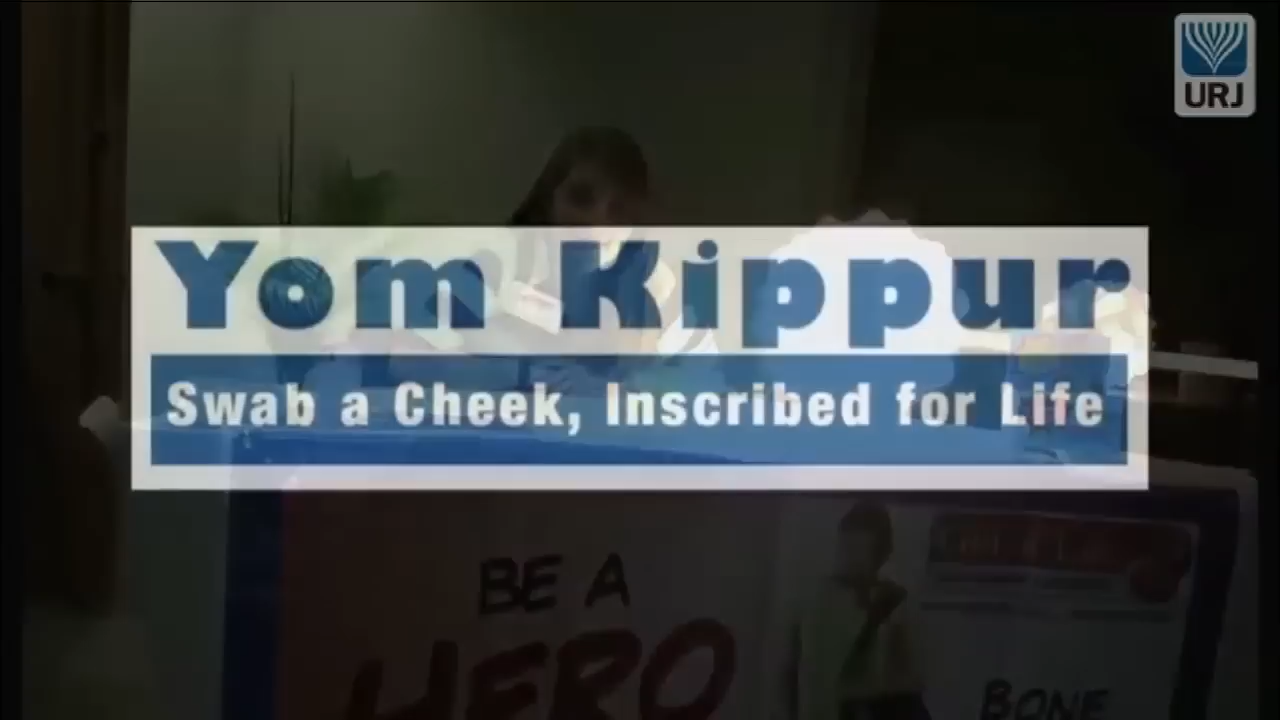 URJ
Yom Kippur
Swab a Cheek, Inscribed for Life
BE A
HERO
BONE